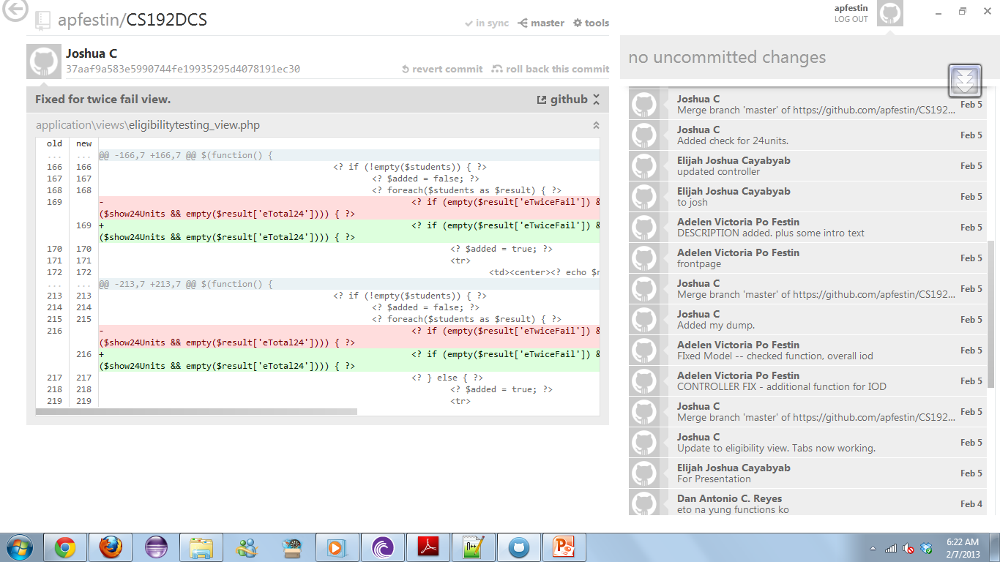 apfestin/CS192DCS
in sync
master
tools
Joshua C
37aaf9a583e5990744fe19935295d4078191ec30
revert commit
roll back this commit
Fixed for twice fail view.
github
application\views\eligibilitytesting_view.php
old new
... ... @@ -166,7 +166,7 @@ $(function() {
166 166 <? if (!empty($students)) { ?>
167 167 <? $added = false; ?>
168 168 <? foreach($students as $result) { ?>
169 - <? if (empty($result['eTwiceFail']) &
($show24Units && empty($result['eTotal24']))) { ?>
169 + <? if (empty($result['eTwiceFail']) &
($show24Units && empty($result['eTotal24']))) { ?>
170 170 <? $added = true; ?>
171 171 <tr>
172 172 <td><center><? echo $r
... ... @@ -213,7 +213,7 @@ $(function() {
213 213 <? if (!empty($students)) { ?>
214 214 <? $added = false; ?>
215 215 <? foreach($students as $result) { ?>
216 - <? if (empty($result['eTwiceFail']) &
($show24Units && empty($result['eTotal24']))) { ?>
216 + <? if (empty($result['eTwiceFail']) &
($show24Units && empty($result['eTotal24']))) { ?>
217 217 <? } else { ?>
218 218 <? $added = true; ?>
219 219 <tr>
apfestin
LOG OUT
no uncommitted changes
Joshua C
Merge branch 'master' of https://github.com/apfestin/CS192... Feb 5
Joshua C
Added check for 24units. Feb 5
Elijah Joshua Cayabyab
updated controller Feb 5
Elijah Joshua Cayabyab
to josh Feb 5
Adelen Victoria Po Festin
DESCRIPTION added. plus some intro text Feb 5
Adelen Victoria Po Festin
frontpage Feb 5
Joshua C
Merge branch 'master' of https://github.com/apfestin/CS192... Feb 5
Joshua C
Added my dump. Feb 5
Adelen Victoria Po Festin
FIxed Model -- checked function, overall iod Feb 5
Adelen Victoria Po Festin
CONTROLLER FIX - additional function for IOD Feb 5
Joshua C
Merge branch 'master' of https://github.com/apfestin/CS192... Feb 5
Joshua C
Update to eligibility view. Tabs now working. Feb 5
Elijah Joshua Cayabyab
For Presentation Feb 5
Dan Antonio C. Reyes
eto na yung functions ko Feb 4
6:22 AM
2/7/2013